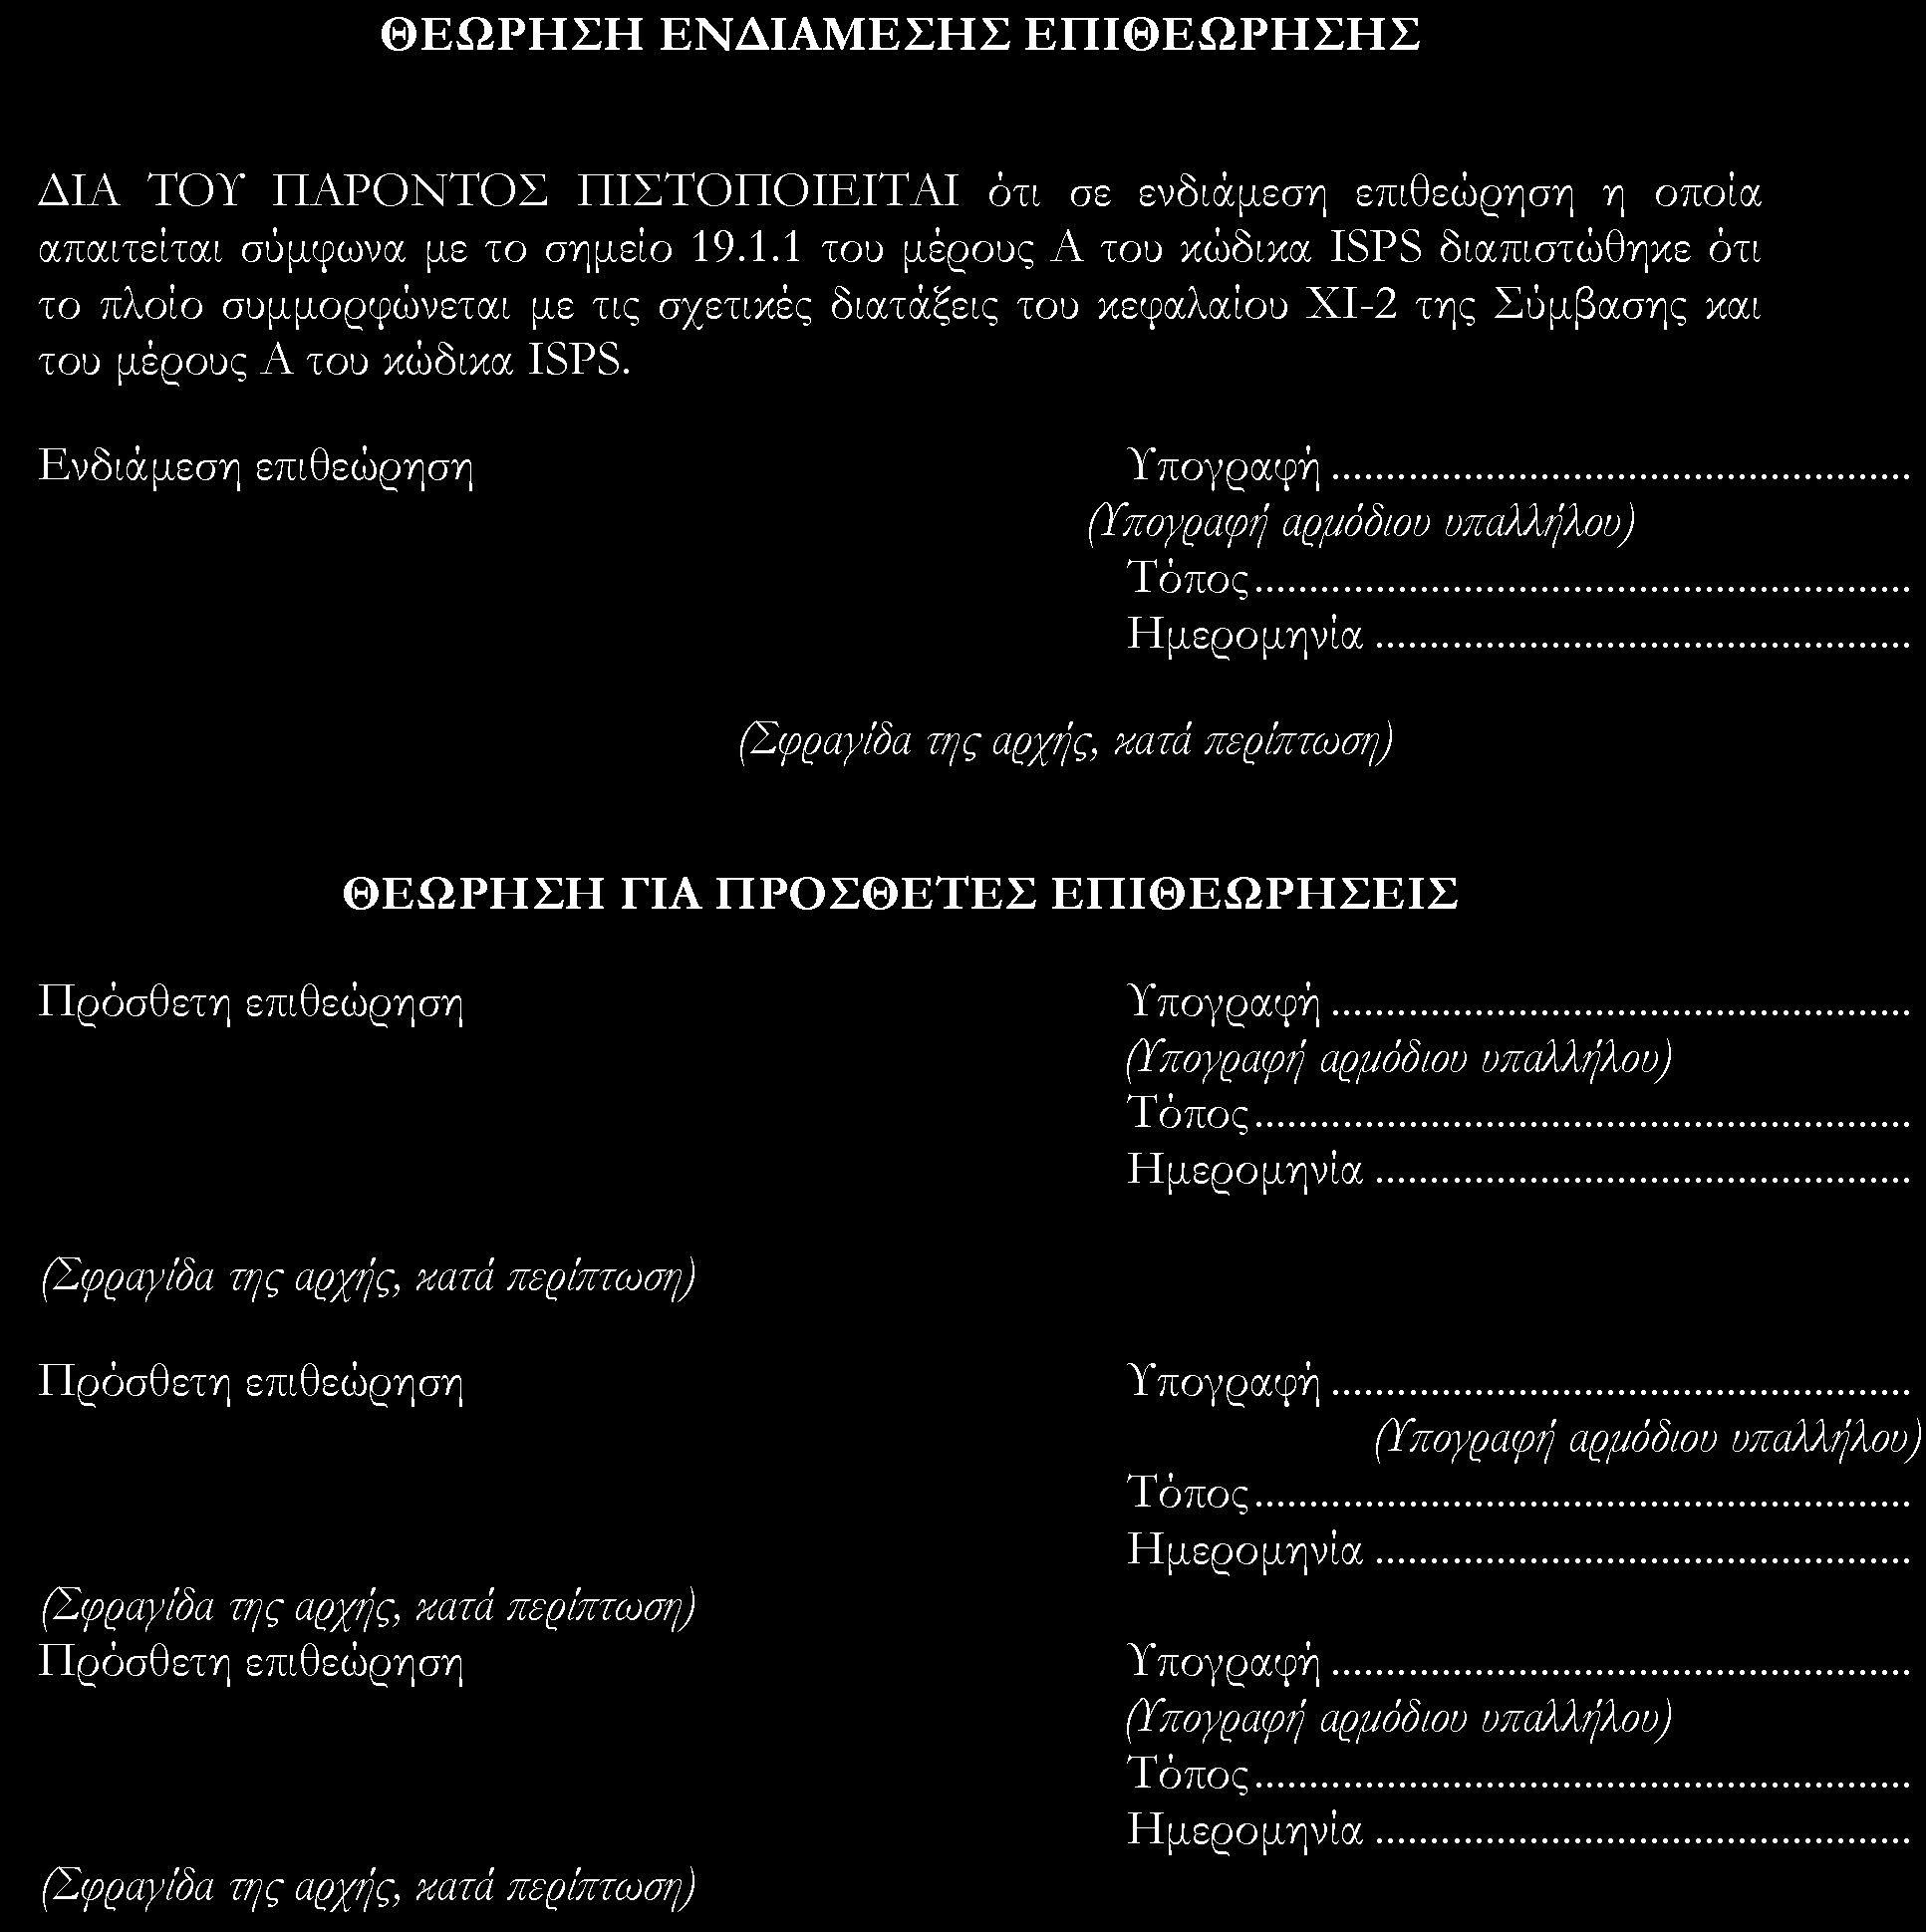 ΘΕΩΡΗΣΗ ΕΝΔΙΑΜΕΣΗΣ ΕΠΙΘΕΩΡΗΣΗΣ
ΔΙΑ ΤΟΥ ΠΑΡΟΝΤΟΣ ΠΙΣΤΟΠΟΙΕΙΤΑΙ ότι σε ενδιάμεση επιθεώρηση η οποία
απαιτείται σύμφωνα με το σημείο 19.1.1 του μέρους Α του κώδικα ISPS διαπιστώθηκε ότι
το πλοίο συμμορφώνεται με τις σχετικές διατάξεις του κεφαλαίου XI-2 της Σύμβασης και
του μέρους Α του κώδικα ISPS.
Ενδιάμεση επιθεώρηση Υπογραφή...........................................
(Υπογραφή αρμόδιου υπαλλήλου)
Τόπος................................................
Ημερομηνία.......................................
(Σφραγίδα της αρχής, κατά περίπτωση)
ΘΕΩΡΗΣΗ ΓΙΑ ΠΡΟΣΘΕΤΕΣ ΕΠΙΘΕΩΡΗΣΕΙΣ
Πρόσθετη επιθεώρηση Υπογραφή...........................................
(Υπογραφή αρμόδιου υπαλλήλου)
Τόπος................................................
Ημερομηνία.......................................
(Σφραγίδα της αρχής, κατά περίπτωση)
Πρόσθετη επιθεώρηση Υπογραφή...........................................
(Υπογραφή αρμόδιου υπαλλήλου)
Τόπος................................................
Ημερομηνία.......................................
(Σφραγίδα της αρχής, κατά περίπτωση)
Πρόσθετη επιθεώρηση Υπογραφή...........................................
(Υπογραφή αρμόδιου υπαλλήλου)
Τόπος................................................
Ημερομηνία.......................................
(Σφραγίδα της αρχής, κατά περίπτωση)